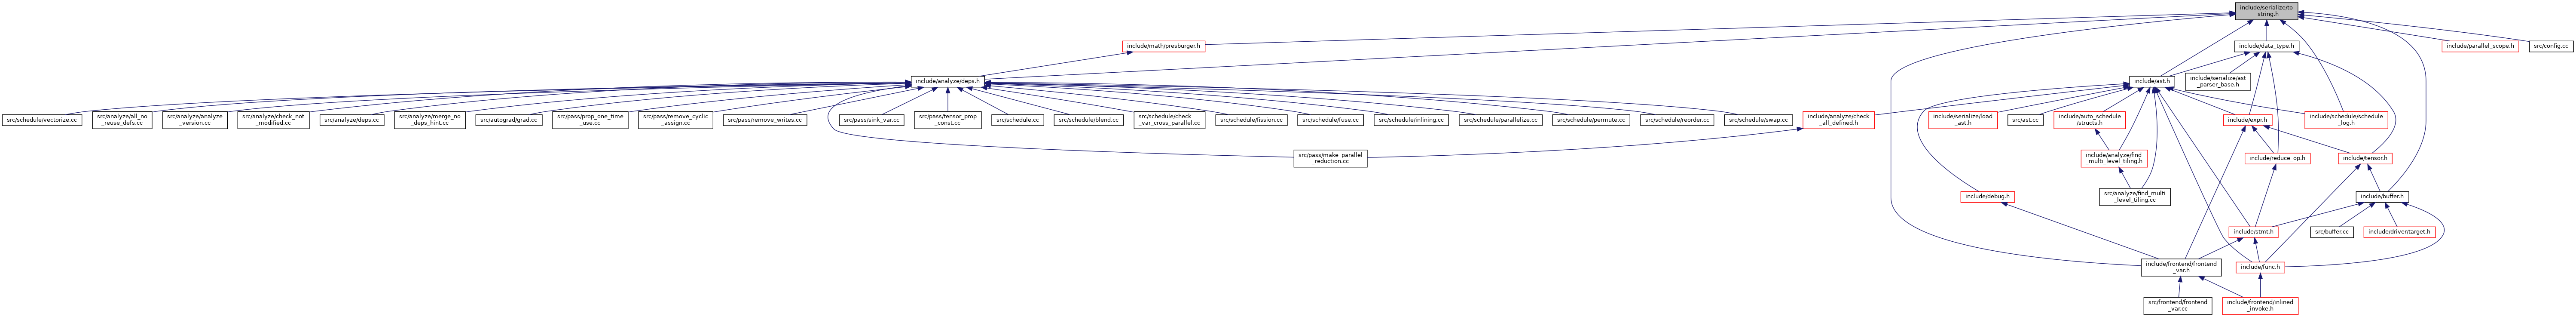 include/serialize/to
_string.h
include/math/presburger.h
include/data_type.h
include/parallel_scope.h
src/config.cc
include/analyze/deps.h
include/ast.h
include/serialize/ast
_parser_base.h
src/schedule/vectorize.cc
src/analyze/all_no
_reuse_defs.cc
src/analyze/analyze
_version.cc
src/analyze/check_not
_modified.cc
src/analyze/deps.cc
src/analyze/merge_no
_deps_hint.cc
src/autograd/grad.cc
src/pass/prop_one_time
_use.cc
src/pass/remove_cyclic
_assign.cc
src/pass/remove_writes.cc
src/pass/sink_var.cc
src/pass/tensor_prop
_const.cc
src/schedule.cc
src/schedule/blend.cc
src/schedule/check
_var_cross_parallel.cc
src/schedule/fission.cc
src/schedule/fuse.cc
src/schedule/inlining.cc
src/schedule/parallelize.cc
src/schedule/permute.cc
src/schedule/reorder.cc
src/schedule/swap.cc
include/analyze/check
_all_defined.h
include/serialize/load
_ast.h
src/ast.cc
include/auto_schedule
/structs.h
include/expr.h
include/schedule/schedule
_log.h
src/pass/make_parallel
_reduction.cc
include/analyze/find
_multi_level_tiling.h
include/reduce_op.h
include/tensor.h
include/debug.h
src/analyze/find_multi
_level_tiling.cc
include/buffer.h
include/stmt.h
src/buffer.cc
include/driver/target.h
include/frontend/frontend
_var.h
include/func.h
src/frontend/frontend
_var.cc
include/frontend/inlined
_invoke.h